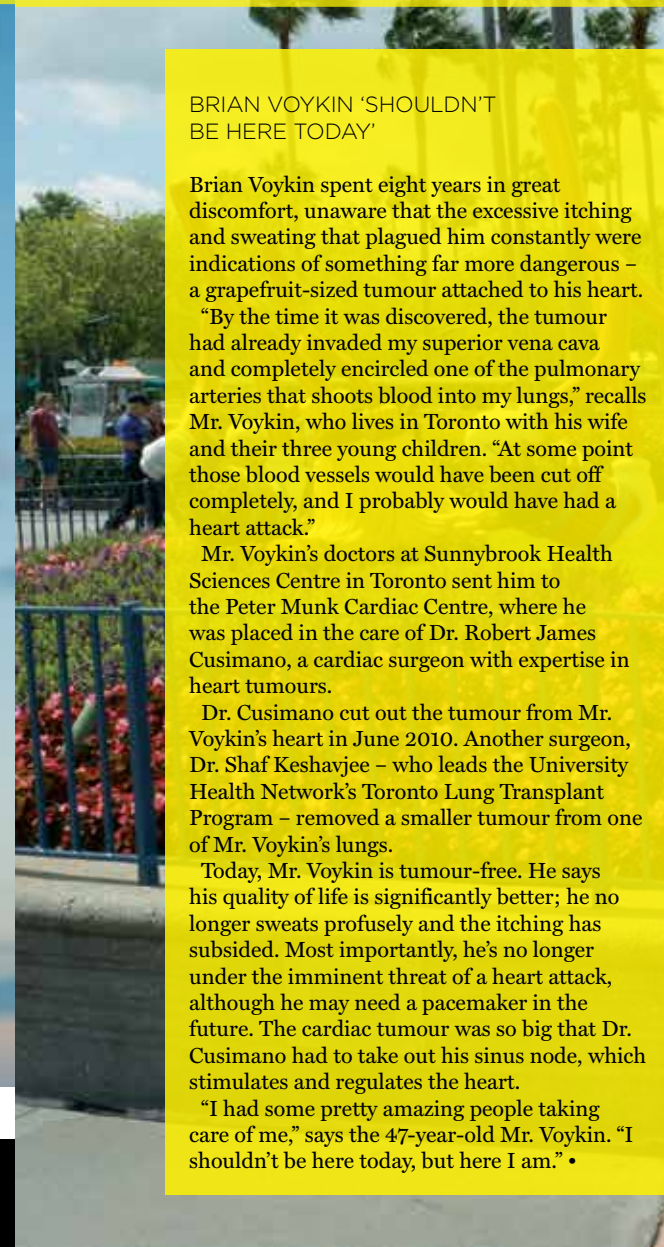 BRIAN VOYKIN ‘SHOULDN’T
BE HERE TODAY’
Brian Voykin spent eight years in great
discomfort, unaware that the excessive itching
and sweating that plagued him constantly were
indications of something far more dangerous –
a grapefruit-sized tumour attached to his heart.
“By the time it was discovered, the tumour
had already invaded my superior vena cava
and completely encircled one of the pulmonary
arteries that shoots blood into my lungs,” recalls
Mr. Voykin, who lives in Toronto with his wife
and their three young children. “At some point
those blood vessels would have been cut off
completely, and I probably would have had a
heart attack.”
Mr. Voykin’s doctors at Sunnybrook Health
Sciences Centre in Toronto sent him to
the Peter Munk Cardiac Centre, where he
was placed in the care of Dr. Robert James
Cusimano, a cardiac surgeon with expertise in
heart tumours.
Dr. Cusimano cut out the tumour from Mr.
Voykin’s heart in June 2010. Another surgeon,
Dr. Shaf Keshavjee – who leads the University
Health Network’s Toronto Lung Transplant
Program – removed a smaller tumour from one
of Mr. Voykin’s lungs.
Today, Mr. Voykin is tumour-free. He says
his quality of life is significantly better; he no
longer sweats profusely and the itching has
subsided. Most importantly, he’s no longer
under the imminent threat of a heart attack,
although he may need a pacemaker in the
future. The cardiac tumour was so big that Dr.
Cusimano had to take out his sinus node, which
stimulates and regulates the heart.
“I had some pretty amazing people taking
care of me,” says the 47-year-old Mr. Voykin. “I
shouldn’t be here today, but here I am.” •